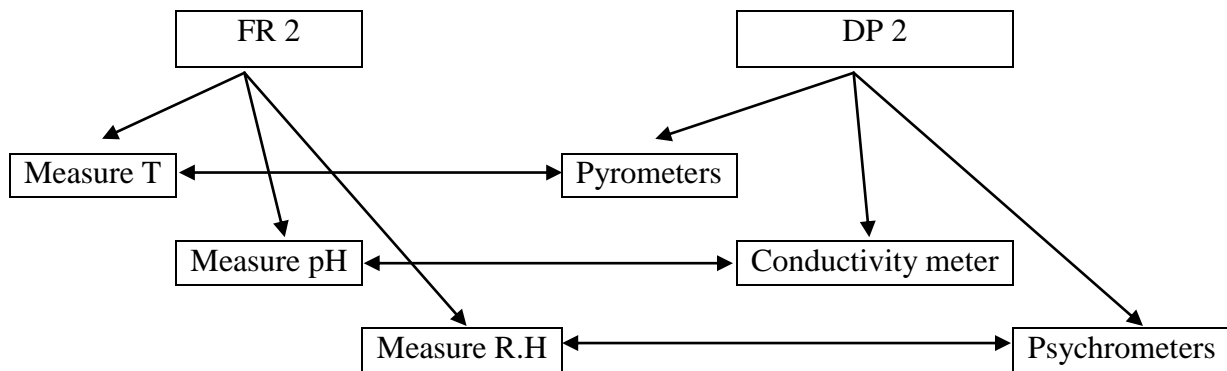 FR 2
DP 2
Measure T
Pyrometers
Measure pH
Conductivity meter
Measure R.H
Psychrometers